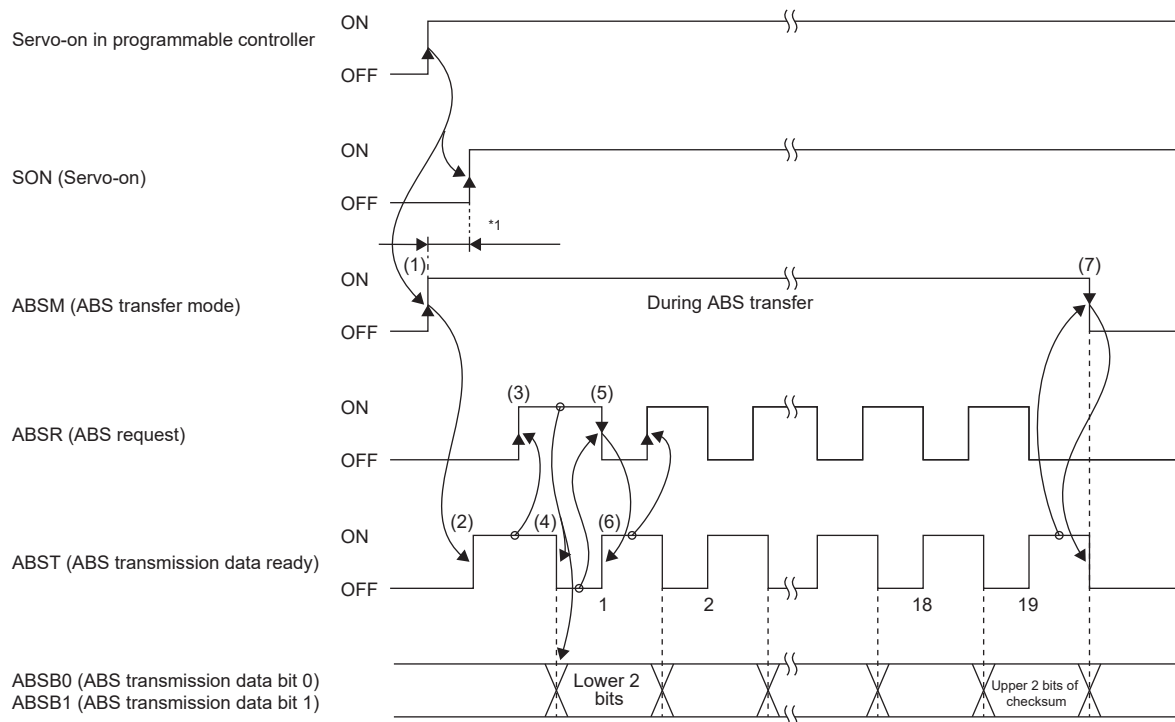 Servo-on in programmable controller
ON
OFF
SON (Servo-on)
ON
OFF
*1
ABSM (ABS transfer mode)
ON
OFF
(1)
During ABS transfer
(7)
ABSR (ABS request)
ON
OFF
(3)
(5)
ABST (ABS transmission data ready)
ON
OFF
(2)
(4)
(6)
1
2
18
19
ABSB0 (ABS transmission data bit 0)
ABSB1 (ABS transmission data bit 1)
Lower 2
bits
Upper 2 bits of
checksum